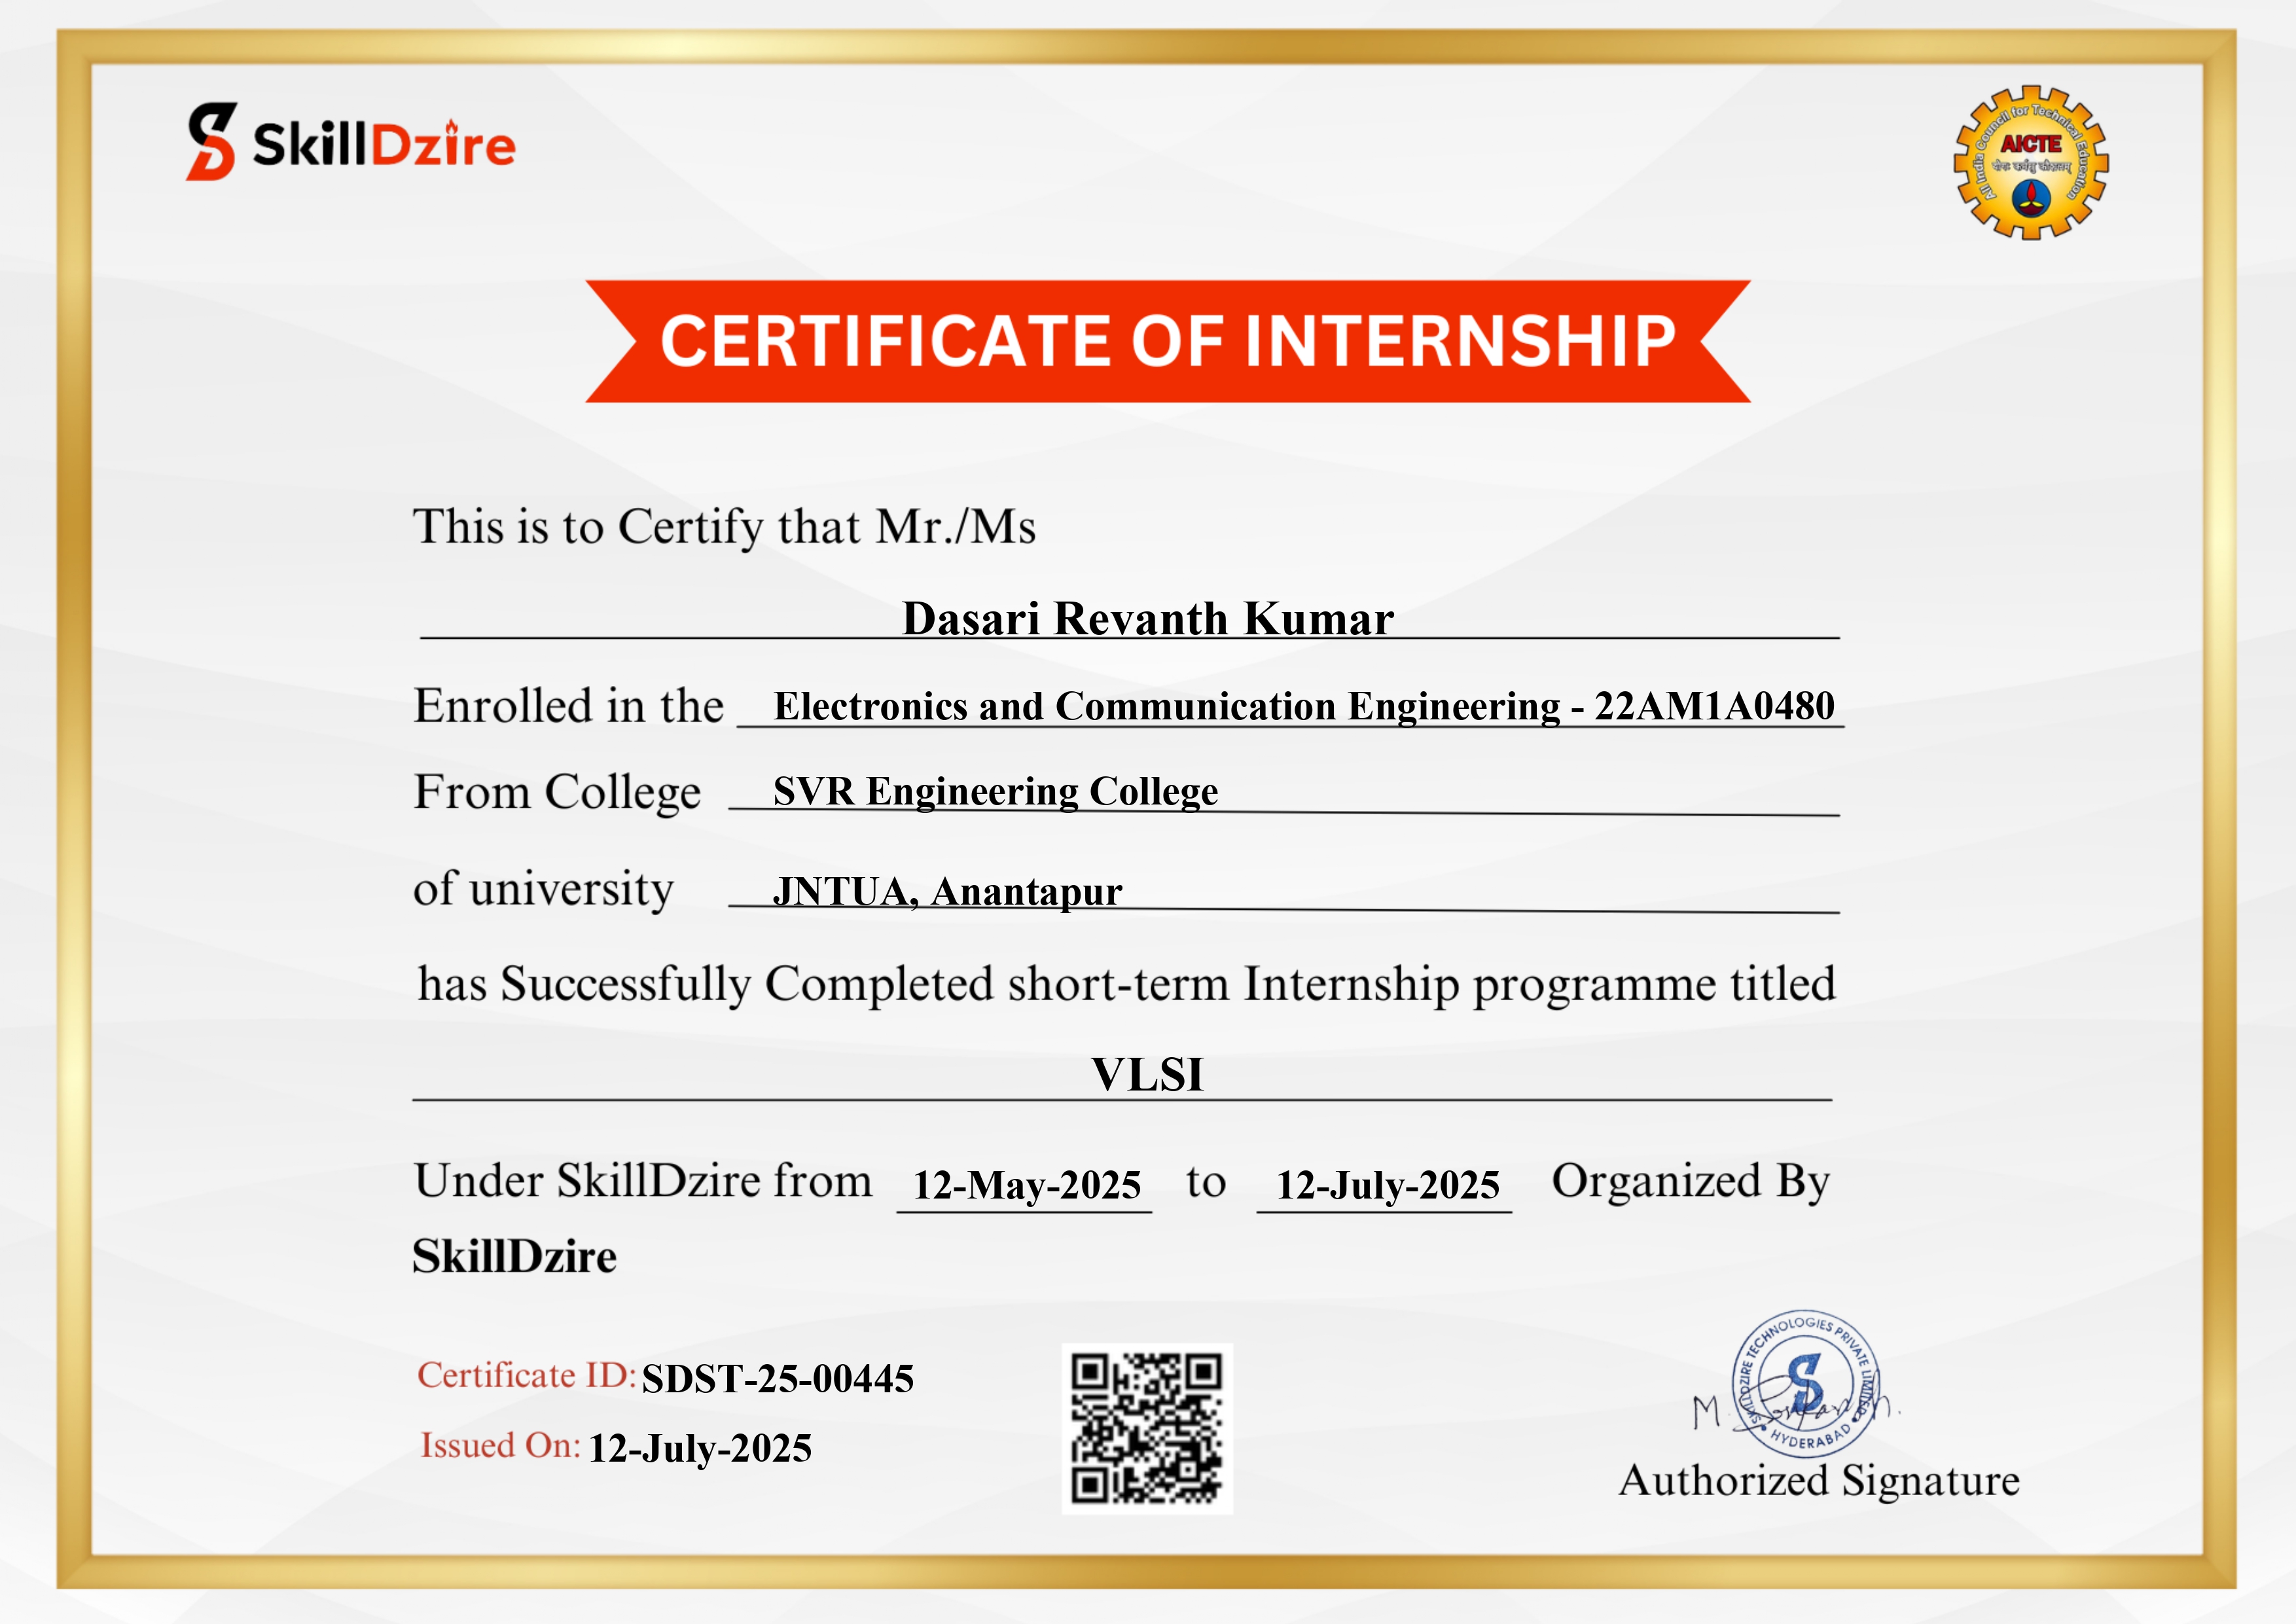 SkillDzire
All India Council for Technical Education
AICTE
योगः कर्मसु कौशलम्
CERTIFICATE OF INTERNSHIP
This is to Certify that Mr./Ms
Dasari Revanth Kumar
Enrolled in the Electronics and Communication Engineering - 22AM1A0480
From College SVR Engineering College
of university JNTUA, Anantapur
has Successfully Completed short-term Internship programme titled
VLSI
Under SkillDzire from 12-May-2025 to 12-July-2025 Organized By
SkillDzire
Certificate ID: SDST-25-00445
Issued On: 12-July-2025
SKILLDZIRE TECHNOLOGIES PRIVATE LIMITED
HYDERABAD
Authorized Signature